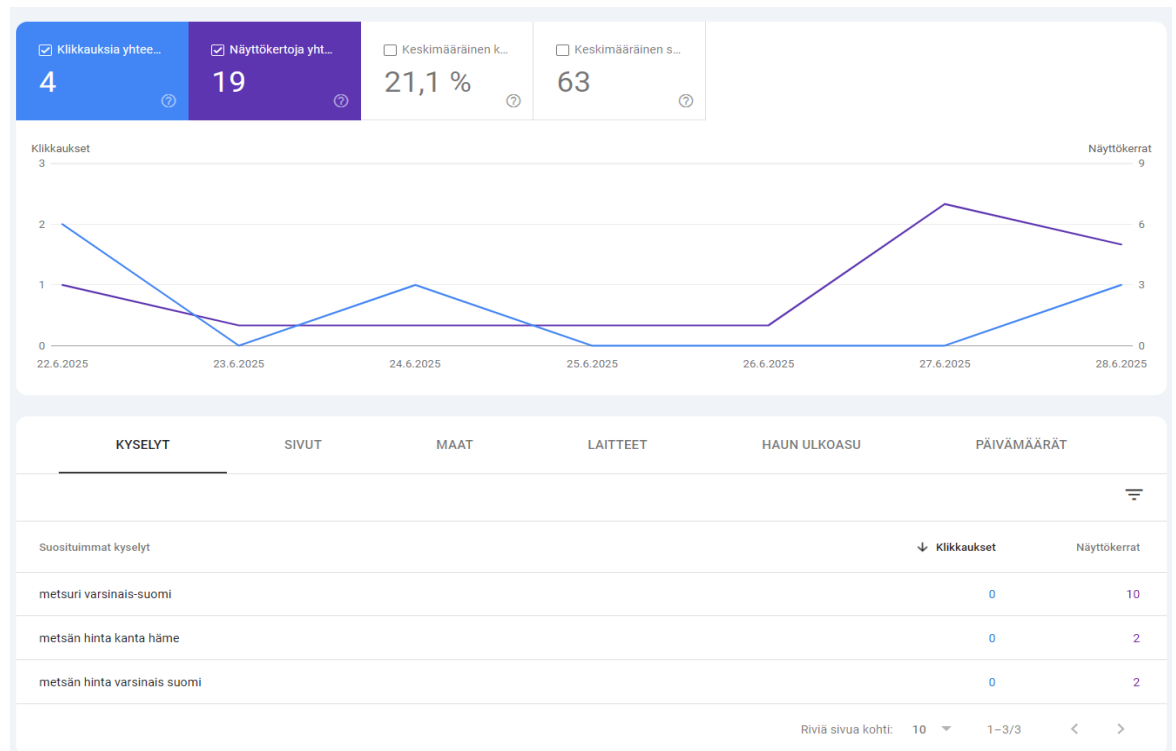 Klikkauksia yhtee...
4
Näyttökertoja yht...
19
Keskimääräinen k...
21,1 %
Keskimääräinen s...
63
Klikkaukset
Näyttökerrat
3
9
2
6
1
3
0
0
22.6.2025 23.6.2025 24.6.2025 25.6.2025 26.6.2025 27.6.2025 28.6.2025
KYSELYT SIVUT MAAT LAITTEET HAUN ULKOASU PÄIVÄMÄÄRÄT
Suosituimmat kyselyt Klikkaukset Näyttökerrat
metsuri varsinais-suomi 0 10
metsän hinta kanta häme 0 2
metsän hinta varsinais suomi 0 2
Riviä sivua kohti: 10 1–3/3